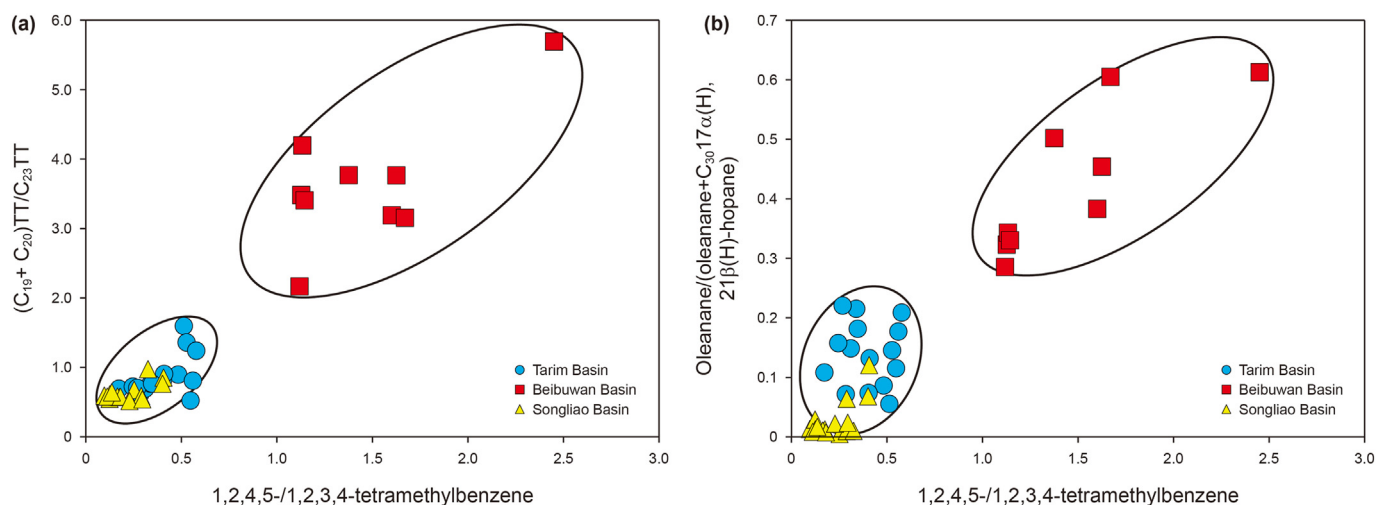 (a)
6.0
5.0
4.0
3.0
2.0
1.0
0
(C₁₉+ C₂₀)TT/C₂₃TT
0 0.5 1.0 1.5 2.0 2.5 3.0
1,2,4,5-/1,2,3,4-tetramethylbenzene
Tarim Basin
Beibuwan Basin
Songliao Basin
(b)
0.7
0.6
0.5
0.4
0.3
0.2
0.1
0
Oleanane/(oleanane+C₃₀17α(H),
21β(H)-hopane)
0 0.5 1.0 1.5 2.0 2.5 3.0
1,2,4,5-/1,2,3,4-tetramethylbenzene
Tarim Basin
Beibuwan Basin
Songliao Basin